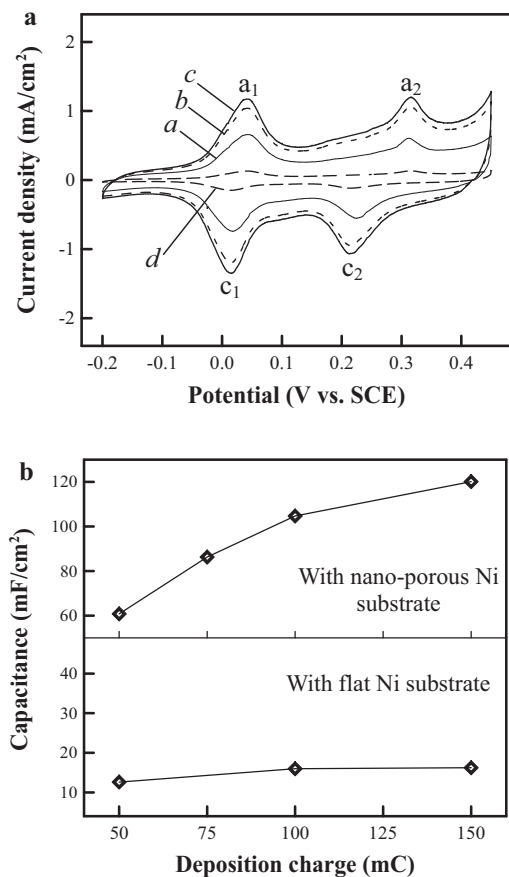 a
2
1
0
-1
-2
Current density (mA/cm²)
c
b
a
d
a₁
a₂
c₁
c₂
-0.2 -0.1 0.0 0.1 0.2 0.3 0.4
Potential (V vs. SCE)
b
120
100
80
60
40
30
20
10
Capacitance (mF/cm²)
With nano-porous Ni
substrate
With flat Ni substrate
50 75 100 125 150
Deposition charge (mC)